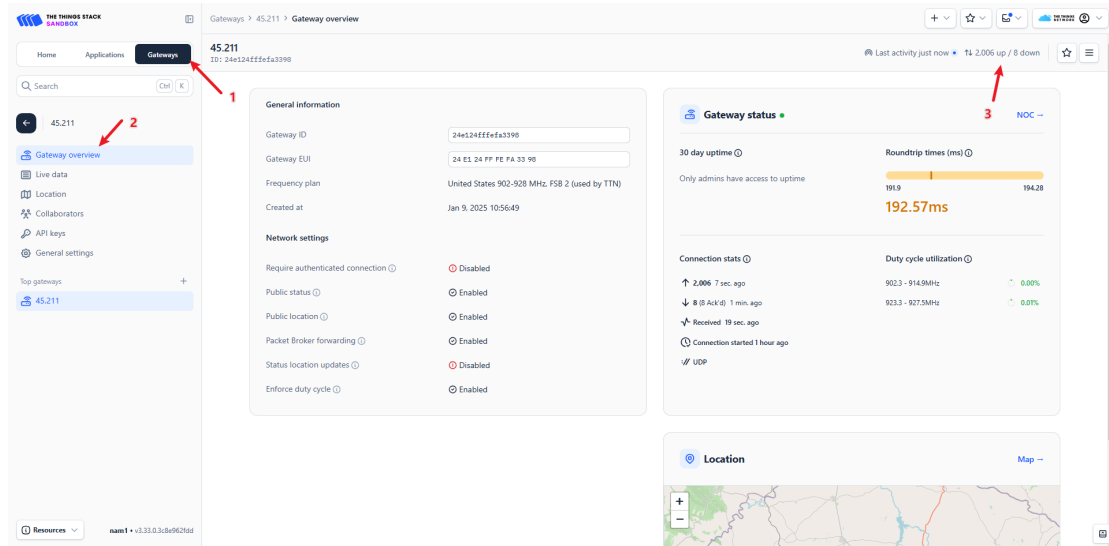 THE THINGS STACK
SANDBOX
Gateways > 45.211 > Gateway overview
THE THINGS
NETWORK
Home
Applications
Gateways
45.211
ID: 24e124fffefa3398
Last activity just now • ↑↓ 2,006 up / 8 down
Search
Ctrl K
1
45.211
2
3
Gateway overview
Live data
Location
Collaborators
API keys
General settings
Top gateways +
45.211
General information
Gateway ID
24e124fffefa3398
Gateway EUI
24 E1 24 FF FE FA 33 98
Frequency plan
United States 902-928 MHz, FSB 2 (used by TTN)
Created at
Jan 9, 2025 10:56:49
Network settings
Require authenticated connection
Disabled
Public status
Enabled
Public location
Enabled
Packet Broker forwarding
Enabled
Status location updates
Disabled
Enforce duty cycle
Enabled
Gateway status
NOC →
30 day uptime
Only admins have access to uptime
Roundtrip times (ms)
191.9 194.28
192.57ms
Connection stats
↑ 2,006 7 sec. ago
↓ 8 (8 Ack'd) 1 min. ago
Received 19 sec. ago
Connection started 1 hour ago
UDP
Duty cycle utilization
902.3 - 914.9MHz 0.00%
923.3 - 927.5MHz 0.01%
Location
Map →
+
−
Resources
nam1 • v3.33.0.3c8e962fdd